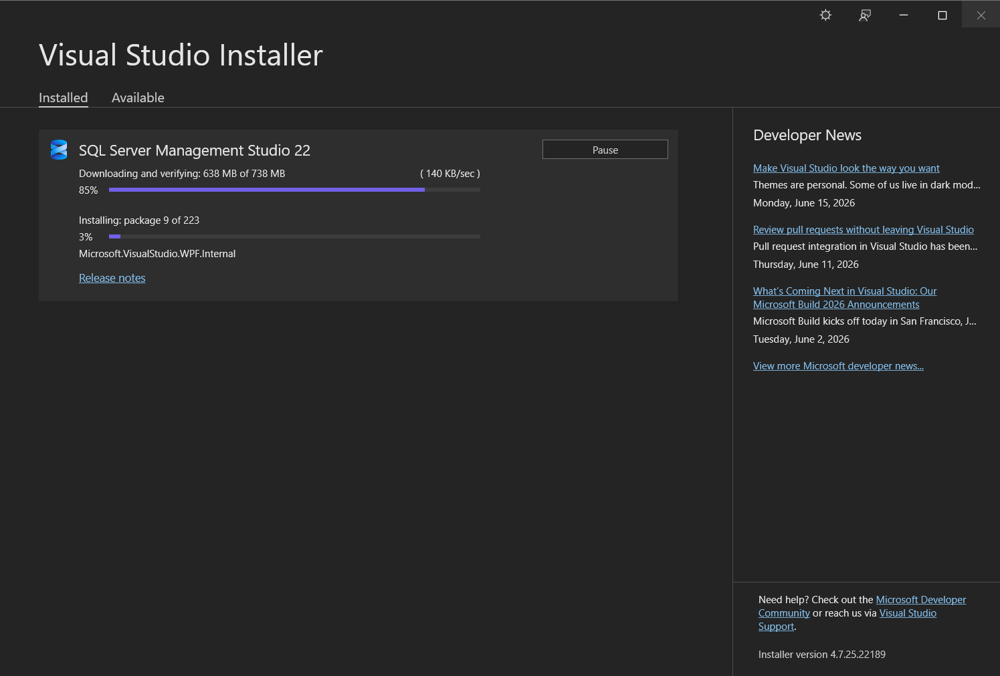 Visual Studio Installer
Installed
Available
SQL Server Management Studio 22
Pause
Downloading and verifying: 638 MB of 738 MB
( 140 KB/sec )
85%
Installing: package 9 of 223
3%
Microsoft.VisualStudio.WPF.Internal
Release notes
Developer News
Make Visual Studio look the way you want
Themes are personal. Some of us live in dark mod...
Monday, June 15, 2026
Review pull requests without leaving Visual Studio
Pull request integration in Visual Studio has been...
Thursday, June 11, 2026
What's Coming Next in Visual Studio: Our
Microsoft Build 2026 Announcements
Microsoft Build kicks off today in San Francisco, J...
Tuesday, June 2, 2026
View more Microsoft developer news...
Need help? Check out the Microsoft Developer
Community or reach us via Visual Studio
Support.
Installer version 4.7.25.22189